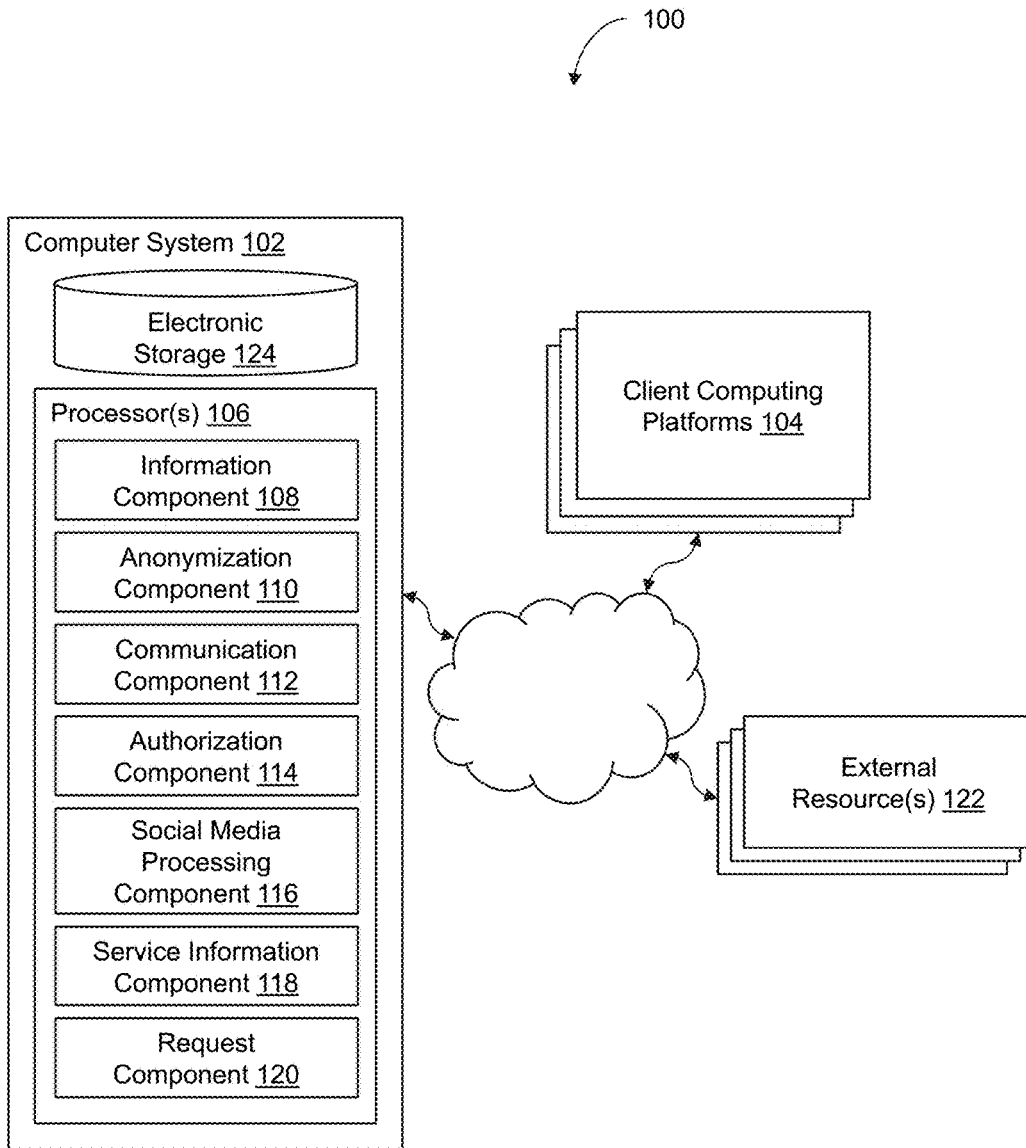 100
Computer System 102
Electronic
Storage 124
Processor(s) 106
Information
Component 108
Anonymization
Component 110
Communication
Component 112
Authorization
Component 114
Social Media
Processing
Component 116
Service Information
Component 118
Request
Component 120
Client Computing
Platforms 104
External
Resource(s) 122